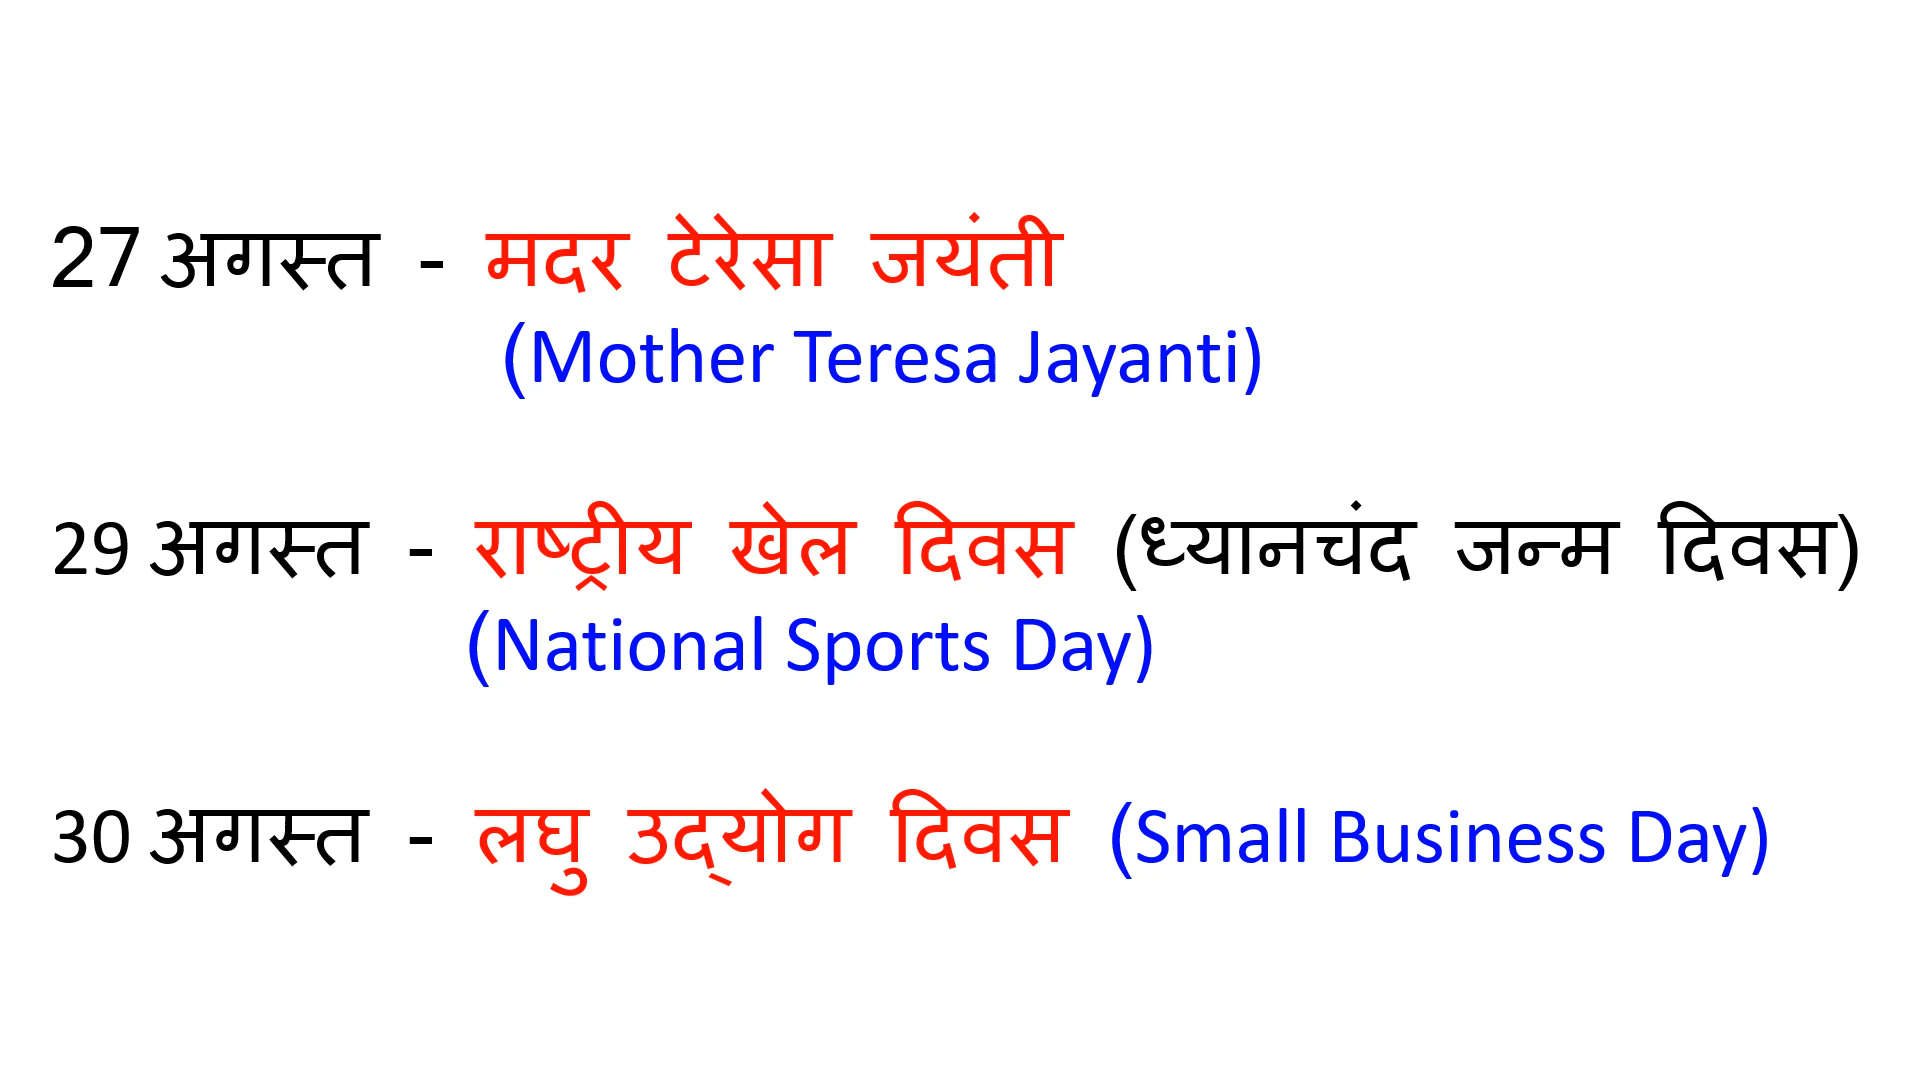 27 अगस्त - मदर टेरेसा जयंती
(Mother Teresa Jayanti)
29 अगस्त - राष्ट्रीय खेल दिवस (ध्यानचंद जन्म दिवस)
(National Sports Day)
30 अगस्त - लघु उद्‌योग दिवस (Small Business Day)